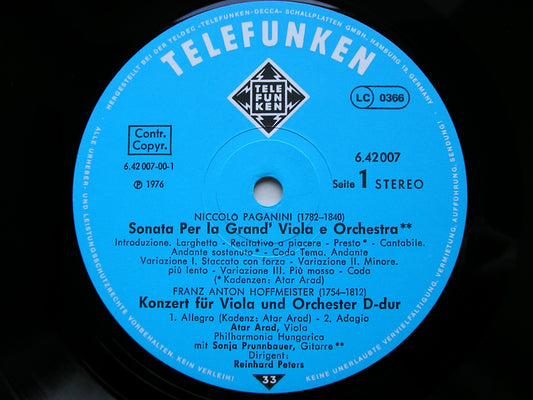 HERGESTELLT BEI DER TELDEC »TELEFUNKEN-DECCA« SCHALLPLATTEN GMBH, HAMBURG 19, GERMANY
TELEFUNKEN
TELE
FUN
KEN
LC 0366
Contr.
Copyr.
6.42 007
6.42 007-00-1
℗ 1976
Seite 1 STEREO
NICCOLÒ PAGANINI (1782-1840)
Sonata Per la Grand' Viola e Orchestra**
Introduzione. Larghetto - Recitativo a piacere - Presto* - Cantabile.
Andante sostenuto* - Coda Tema. Andante
Variazione I. Staccato con forza - Variazione II. Minore.
più lento - Variazione III. Più mosso - Coda
(* Kadenzen: Atar Arad)
FRANZ ANTON HOFFMEISTER (1754-1812)
Konzert für Viola und Orchester D-dur
1. Allegro (Kadenz: Atar Arad) - 2. Adagio
Atar Arad, Viola
Philharmonia Hungarica
mit Sonja Prunnbauer, Gitarre**
Dirigent:
Reinhard Peters
33
ALLE URHEBER- UND LEISTUNGSSCHUTZRECHTE VORBEHALTEN KEIN VERLEIH!
KEINE UNERLAUBTE VERVIELFÄLTIGUNG, VERMIETUNG, AUFFÜHRUNG, SENDUNG!